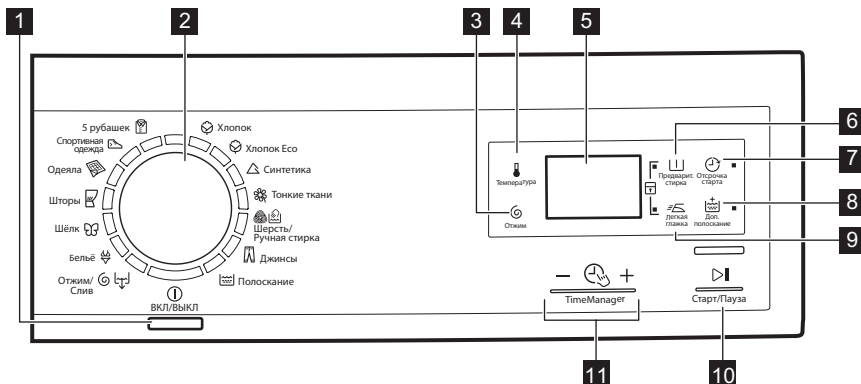 1
2
3
4
5
6
7
8
9
10
11
5 рубашек
Спортивная
одежда
Одеяла
Шторы
Шёлк
Бельё
Отжим/
Слив
ВКЛ/ВЫКЛ
Хлопок
Хлопок Eco
Синтетика
Тонкие ткани
Шерсть/
Ручная стирка
Джинсы
Полоскание
Температура
Отжим
Предварит.
стирка
Отсрочка
старта
Легкая
глажка
Доп.
полоскание
TimeManager
Старт/Пауза